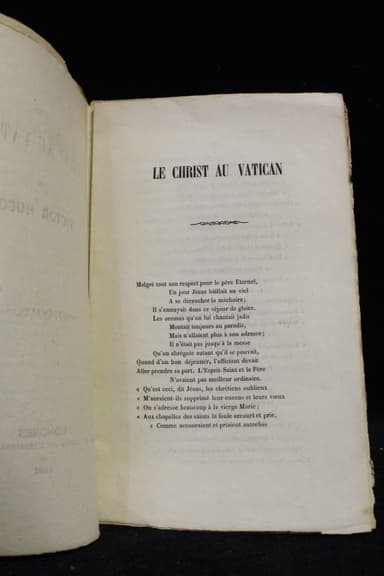 VICTOR HUGO
LONDRES
LE CHRIST AU VATICAN
Malgré tout son respect pour le père Eternel,
Un jour Jésus bâillait au ciel
A se décrocher la mâchoire;
Il s'ennuyait dans ce séjour de gloire,
Les oremus qu'on lui chantait jadis
Montait toujours au paradis,
Mais n'allaient plus à son adresse;
Il n'était pas jusqu'à la messe
Qu'on abrégeât autant qu'il se pouvait,
Quand d'un bon déjeuner, l'officiant devait
Aller prendre sa part. L'Esprit-Saint et le Père
N'avaient pas meilleur ordinaire.
« Qu'est ceci, dit Jésus, les chrétiens oublieux
« M'auraient-ils supprimé leur encens et leurs vœux
« On s'adresse beaucoup à la vierge Marie;
« Aux chapelles des saints la foule accourt et prie,
« Comme accouraient et priaient autrefois